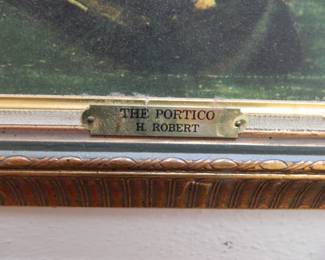 THE PORTICO
H. ROBERT